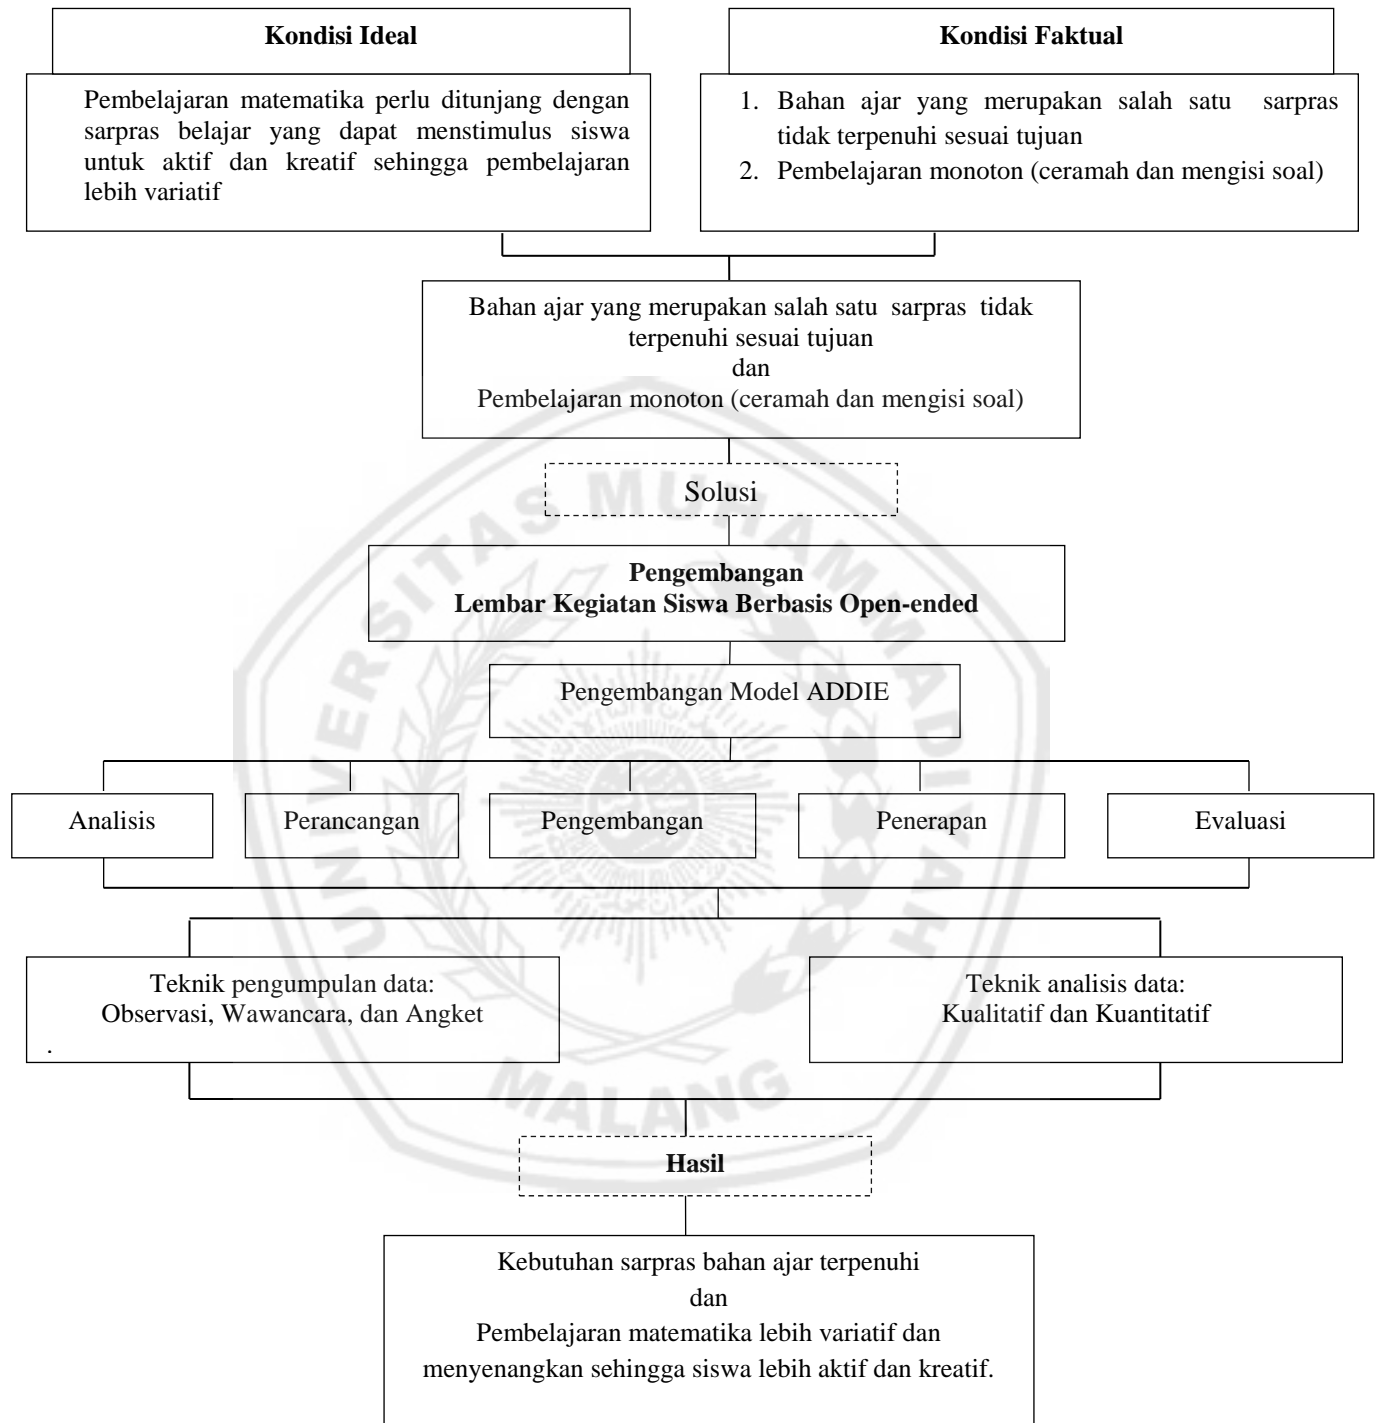 Kondisi Ideal
Pembelajaran matematika perlu ditunjang dengan
sarpras belajar yang dapat menstimulus siswa
untuk aktif dan kreatif sehingga pembelajaran
lebih variatif
Kondisi Faktual
1. Bahan ajar yang merupakan salah satu sarpras
tidak terpenuhi sesuai tujuan
2. Pembelajaran monoton (ceramah dan mengisi soal)
Bahan ajar yang merupakan salah satu sarpras tidak
terpenuhi sesuai tujuan
dan
Pembelajaran monoton (ceramah dan mengisi soal)
Solusi
Pengembangan
Lembar Kegiatan Siswa Berbasis Open-ended
Pengembangan Model ADDIE
Analisis
Perancangan
Pengembangan
Penerapan
Evaluasi
Teknik pengumpulan data:
Observasi, Wawancara, dan Angket
.
Teknik analisis data:
Kualitatif dan Kuantitatif
Hasil
Kebutuhan sarpras bahan ajar terpenuhi
dan
Pembelajaran matematika lebih variatif dan
menyenangkan sehingga siswa lebih aktif dan kreatif.
UNIVERSITAS MUHAMMADIYAH
MALANG